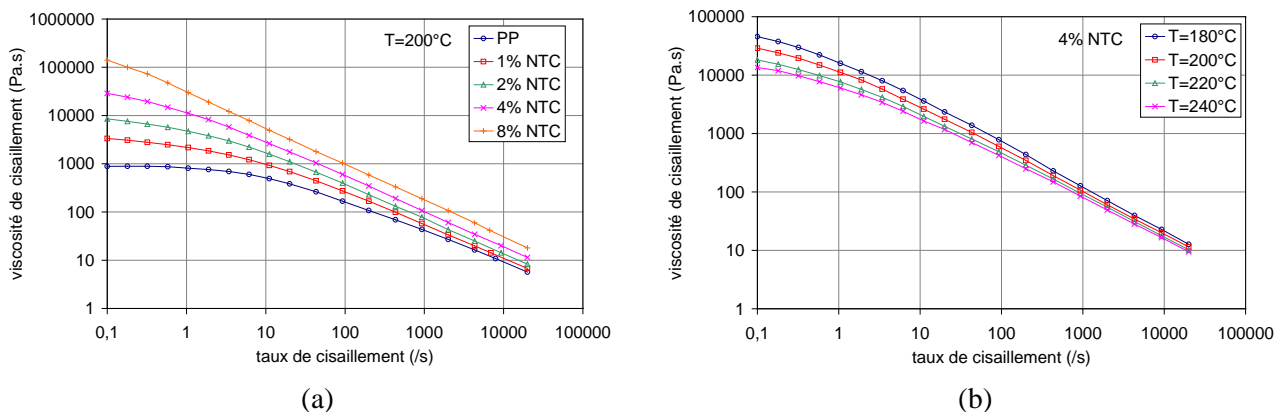 viscosité de cisaillement (Pa.s)
1000000
100000
10000
1000
100
10
1
T=200°C
PP
1% NTC
2% NTC
4% NTC
8% NTC
0,1
1
10
100
1000
10000
100000
taux de cisaillement (/s)
(a)
viscosité de cisaillement (Pa.s)
100000
10000
1000
100
10
1
4% NTC
T=180°C
T=200°C
T=220°C
T=240°C
0,1
1
10
100
1000
10000
100000
taux de cisaillement (/s)
(b)